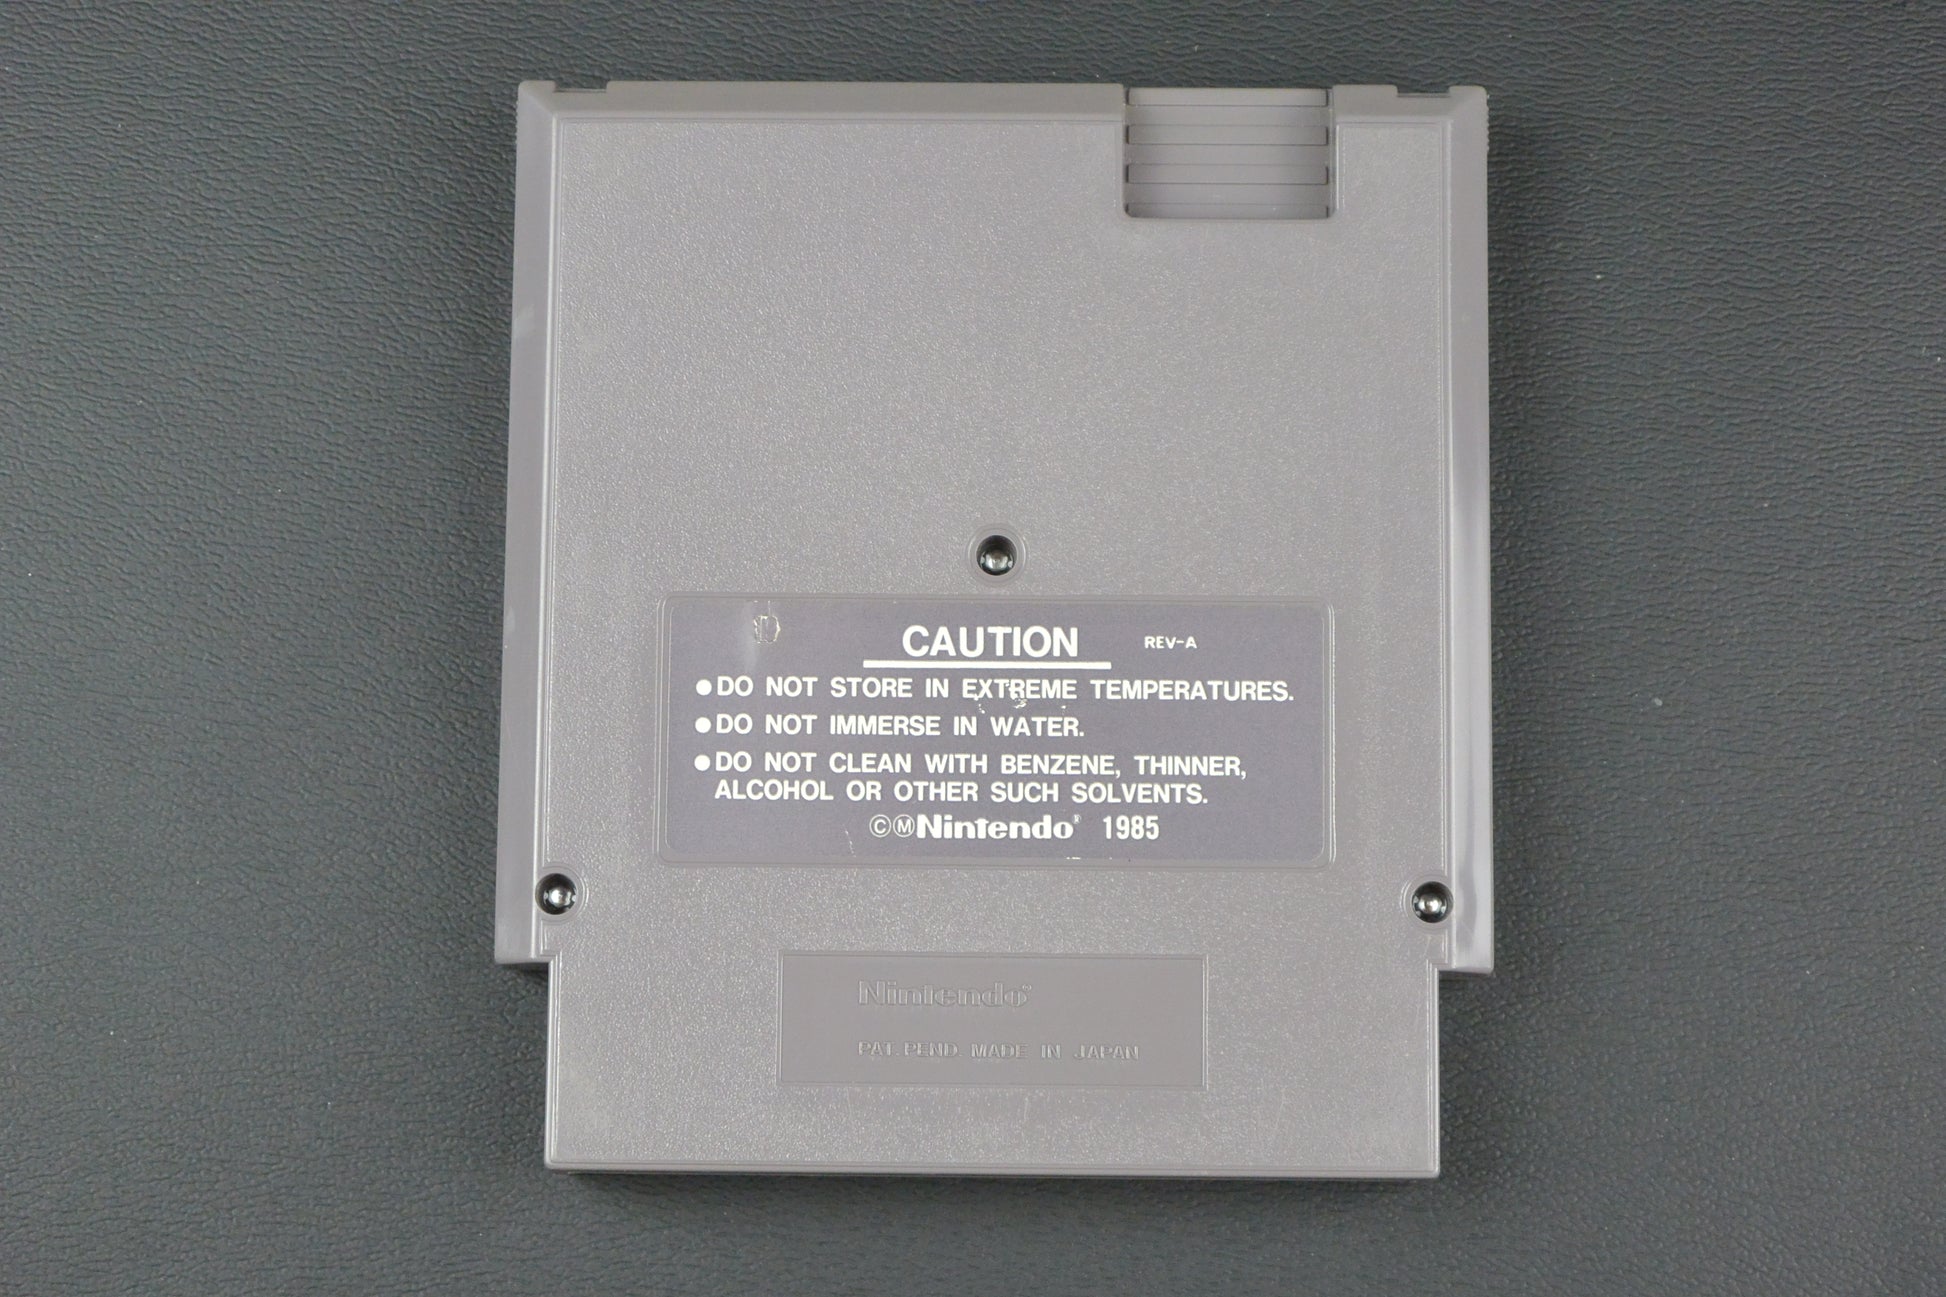 CAUTION REV-A
●DO NOT STORE IN EXTREME TEMPERATURES.
●DO NOT IMMERSE IN WATER.
●DO NOT CLEAN WITH BENZENE, THINNER,
ALCOHOL OR OTHER SUCH SOLVENTS.
©ⓂNintendo® 1985
Nintendo®
PAT. PEND. MADE IN JAPAN